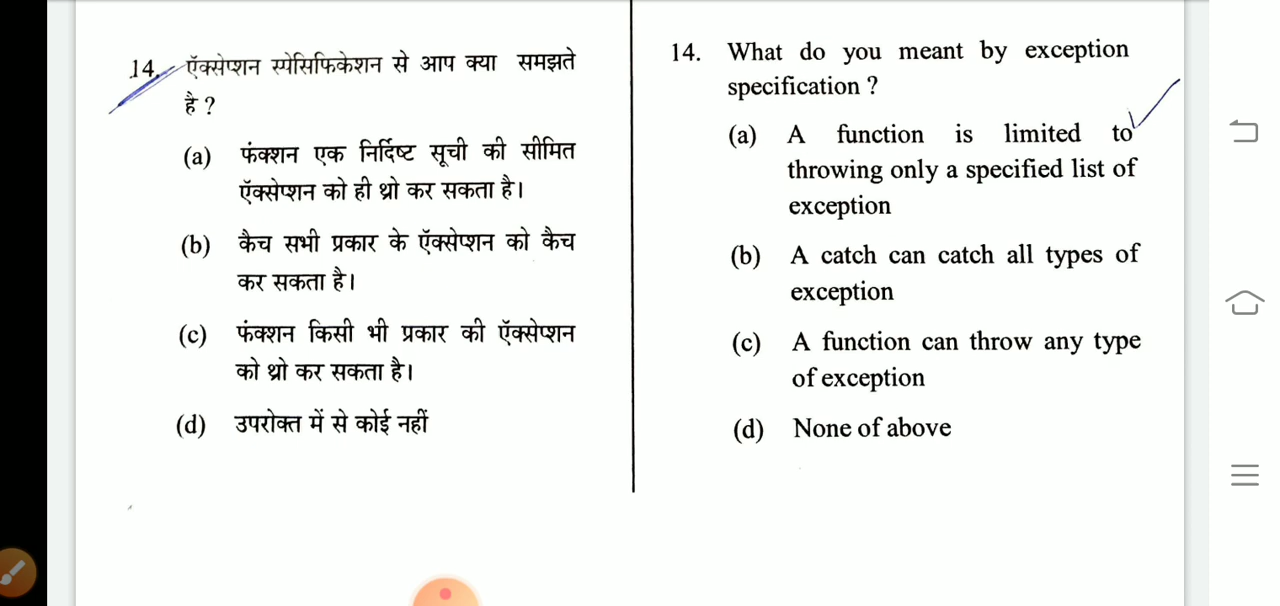 14. ऍक्सेप्शन स्पेसिफिकेशन से आप क्या समझते
है ?
(a) फंक्शन एक निर्दिष्ट सूची की सीमित
ऍक्सेप्शन को ही थ्रो कर सकता है।
(b) कैच सभी प्रकार के ऍक्सेप्शन को कैच
कर सकता है।
(c) फंक्शन किसी भी प्रकार की ऍक्सेप्शन
को थ्रो कर सकता है।
(d) उपरोक्त में से कोई नहीं
14. What do you meant by exception
specification ?
(a) A function is limited to
throwing only a specified list of
exception
(b) A catch can catch all types of
exception
(c) A function can throw any type
of exception
(d) None of above